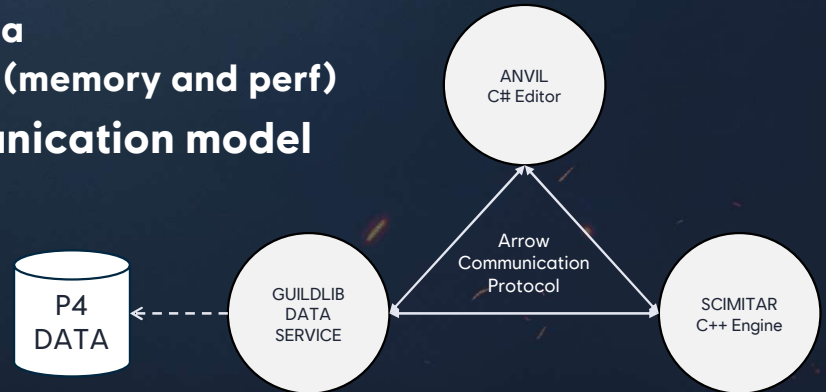 a
(memory and perf)
unication model
ANVIL
C# Editor
Arrow
Communication
Protocol
P4
DATA
GUILDLIB
DATA
SERVICE
SCIMITAR
C++ Engine